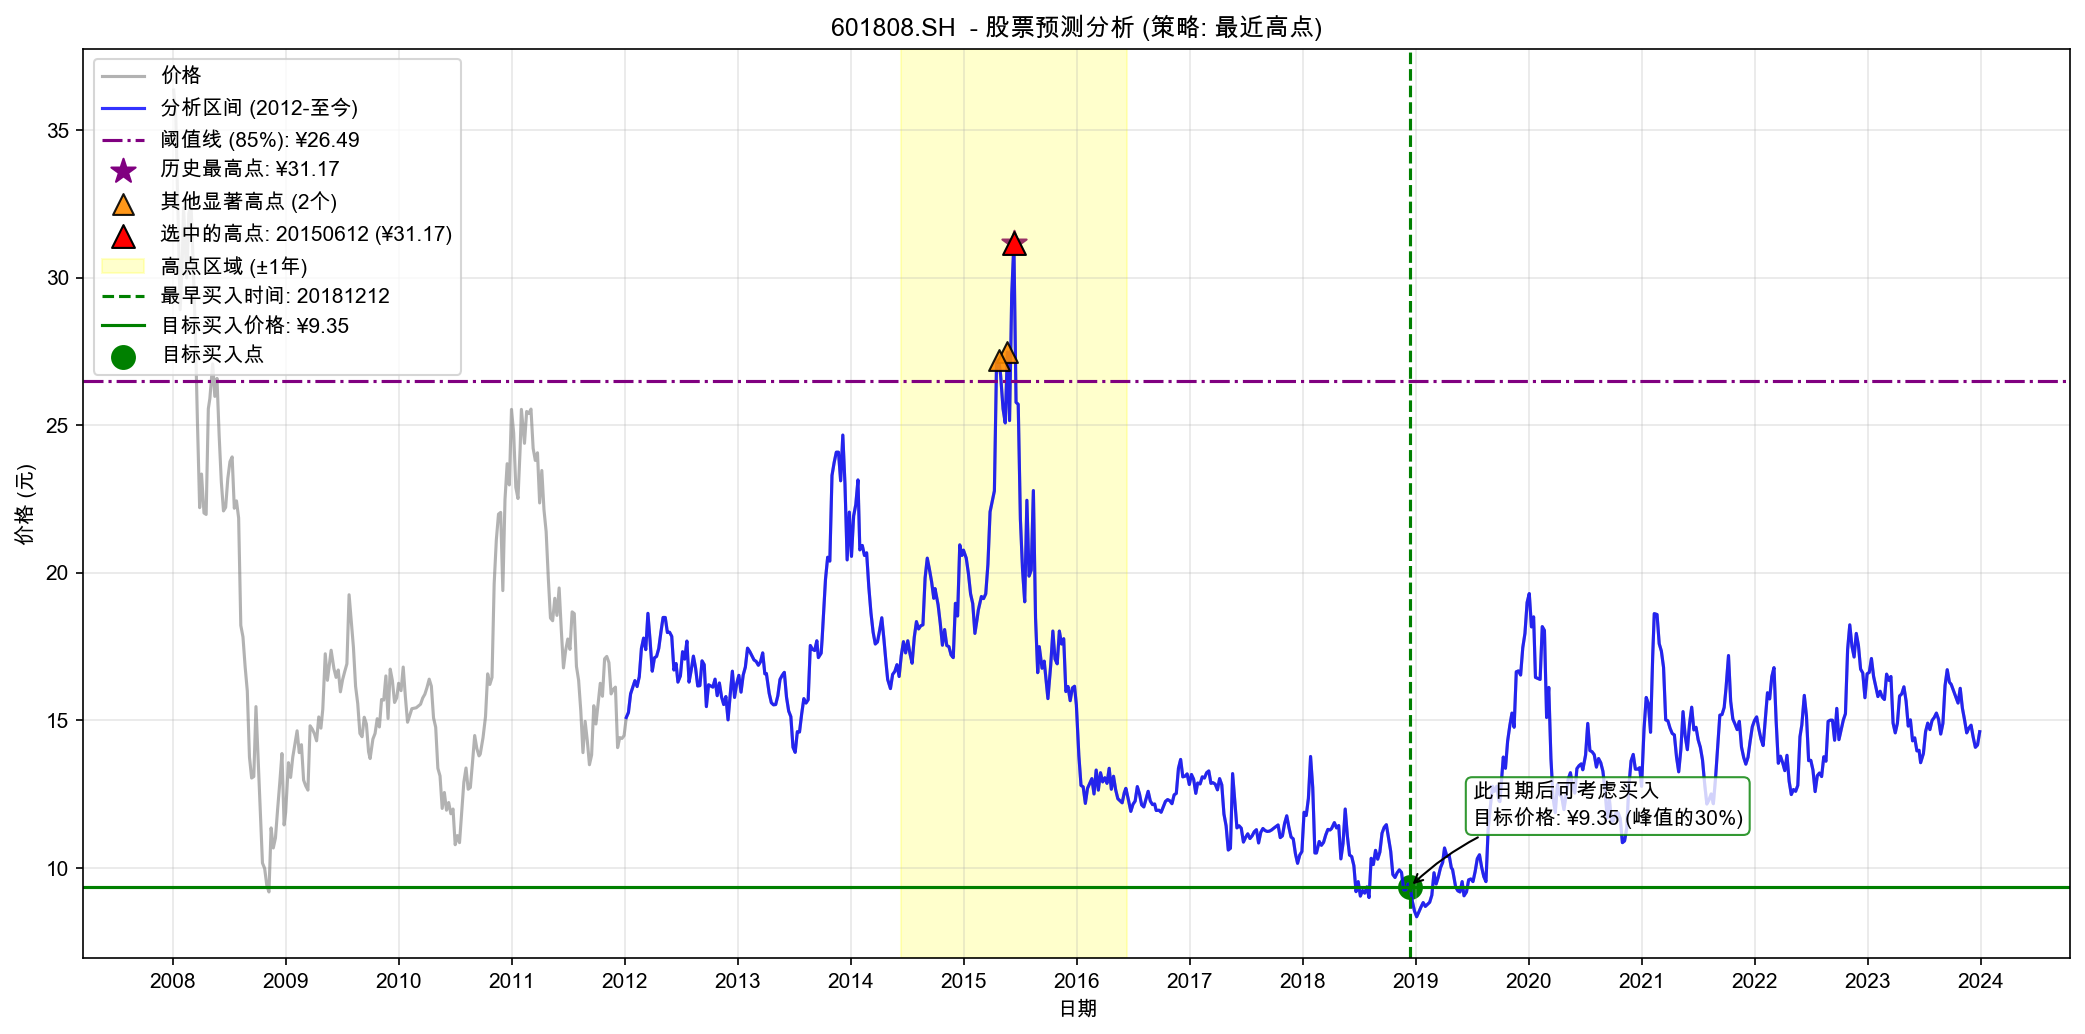 601808.SH - 股票预测分析 (策略: 最近高点)
价格
分析区间 (2012-至今)
阈值线 (85%): ¥26.49
历史最高点: ¥31.17
其他显著高点 (2个)
选中的高点: 20150612 (¥31.17)
高点区域 (±1年)
最早买入时间: 20181212
目标买入价格: ¥9.35
目标买入点
价格 (元)
35
30
25
20
15
10
此日期后可考虑买入
目标价格: ¥9.35 (峰值的30%)
2008 2009 2010 2011 2012 2013 2014 2015 2016 2017 2018 2019 2020 2021 2022 2023 2024
日期